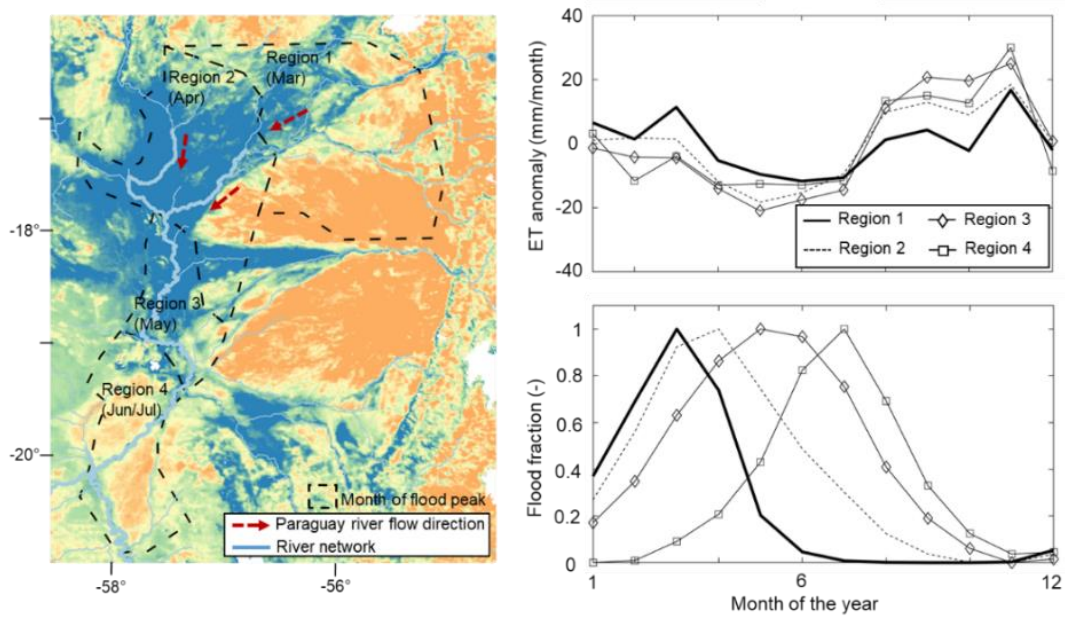 Region 1
(Mar)
Region 2
(Apr)
Region 3
(May)
Region 4
(Jun/Jul)
-18°
-20°
-58°
-56°
Month of flood peak
Paraguay river flow direction
River network
ET anomaly (mm/month)
40
20
0
-20
-40
Region 1
Region 3
Region 2
Region 4
Flood fraction (-)
1
0.8
0.6
0.4
0.2
0
1
6
12
Month of the year